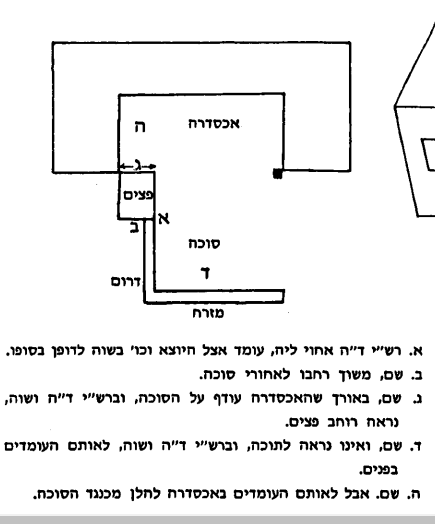 ה
אכסדרה
ג
פצים
א
ב
סוכה
ד
דרום
מזרח
א. רש״י ד״ה אחוי ליה, עומד אצל היוצא וכו׳ בשוה לדופן בסופו.
ב. שם, משוך רחבו לאחורי סוכה.
ג. שם, באורך שהאכסדרה עודף על הסוכה, וברש״י ד״ה ושוה,
נראה רוחב פצים.
ד. שם, ואינו נראה לתוכה, וברש״י ד״ה ושוה, לאותם העומדים
בפנים.
ה. שם. אבל לאותם העומדים באכסדרה להלן מכנגד הסוכה.